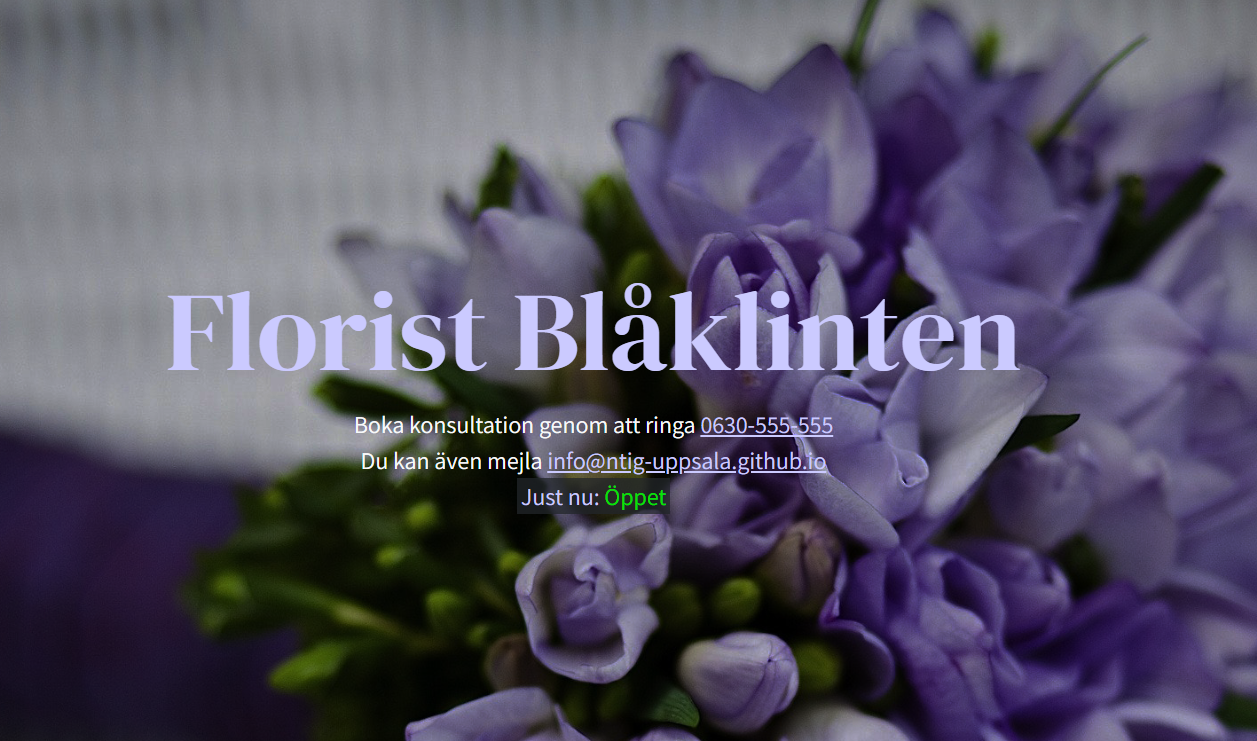 Florist Blåklinten
Boka konsultation genom att ringa 0630-555-555
Du kan även mejla info@ntig-uppsala.github.io
Just nu: Öppet